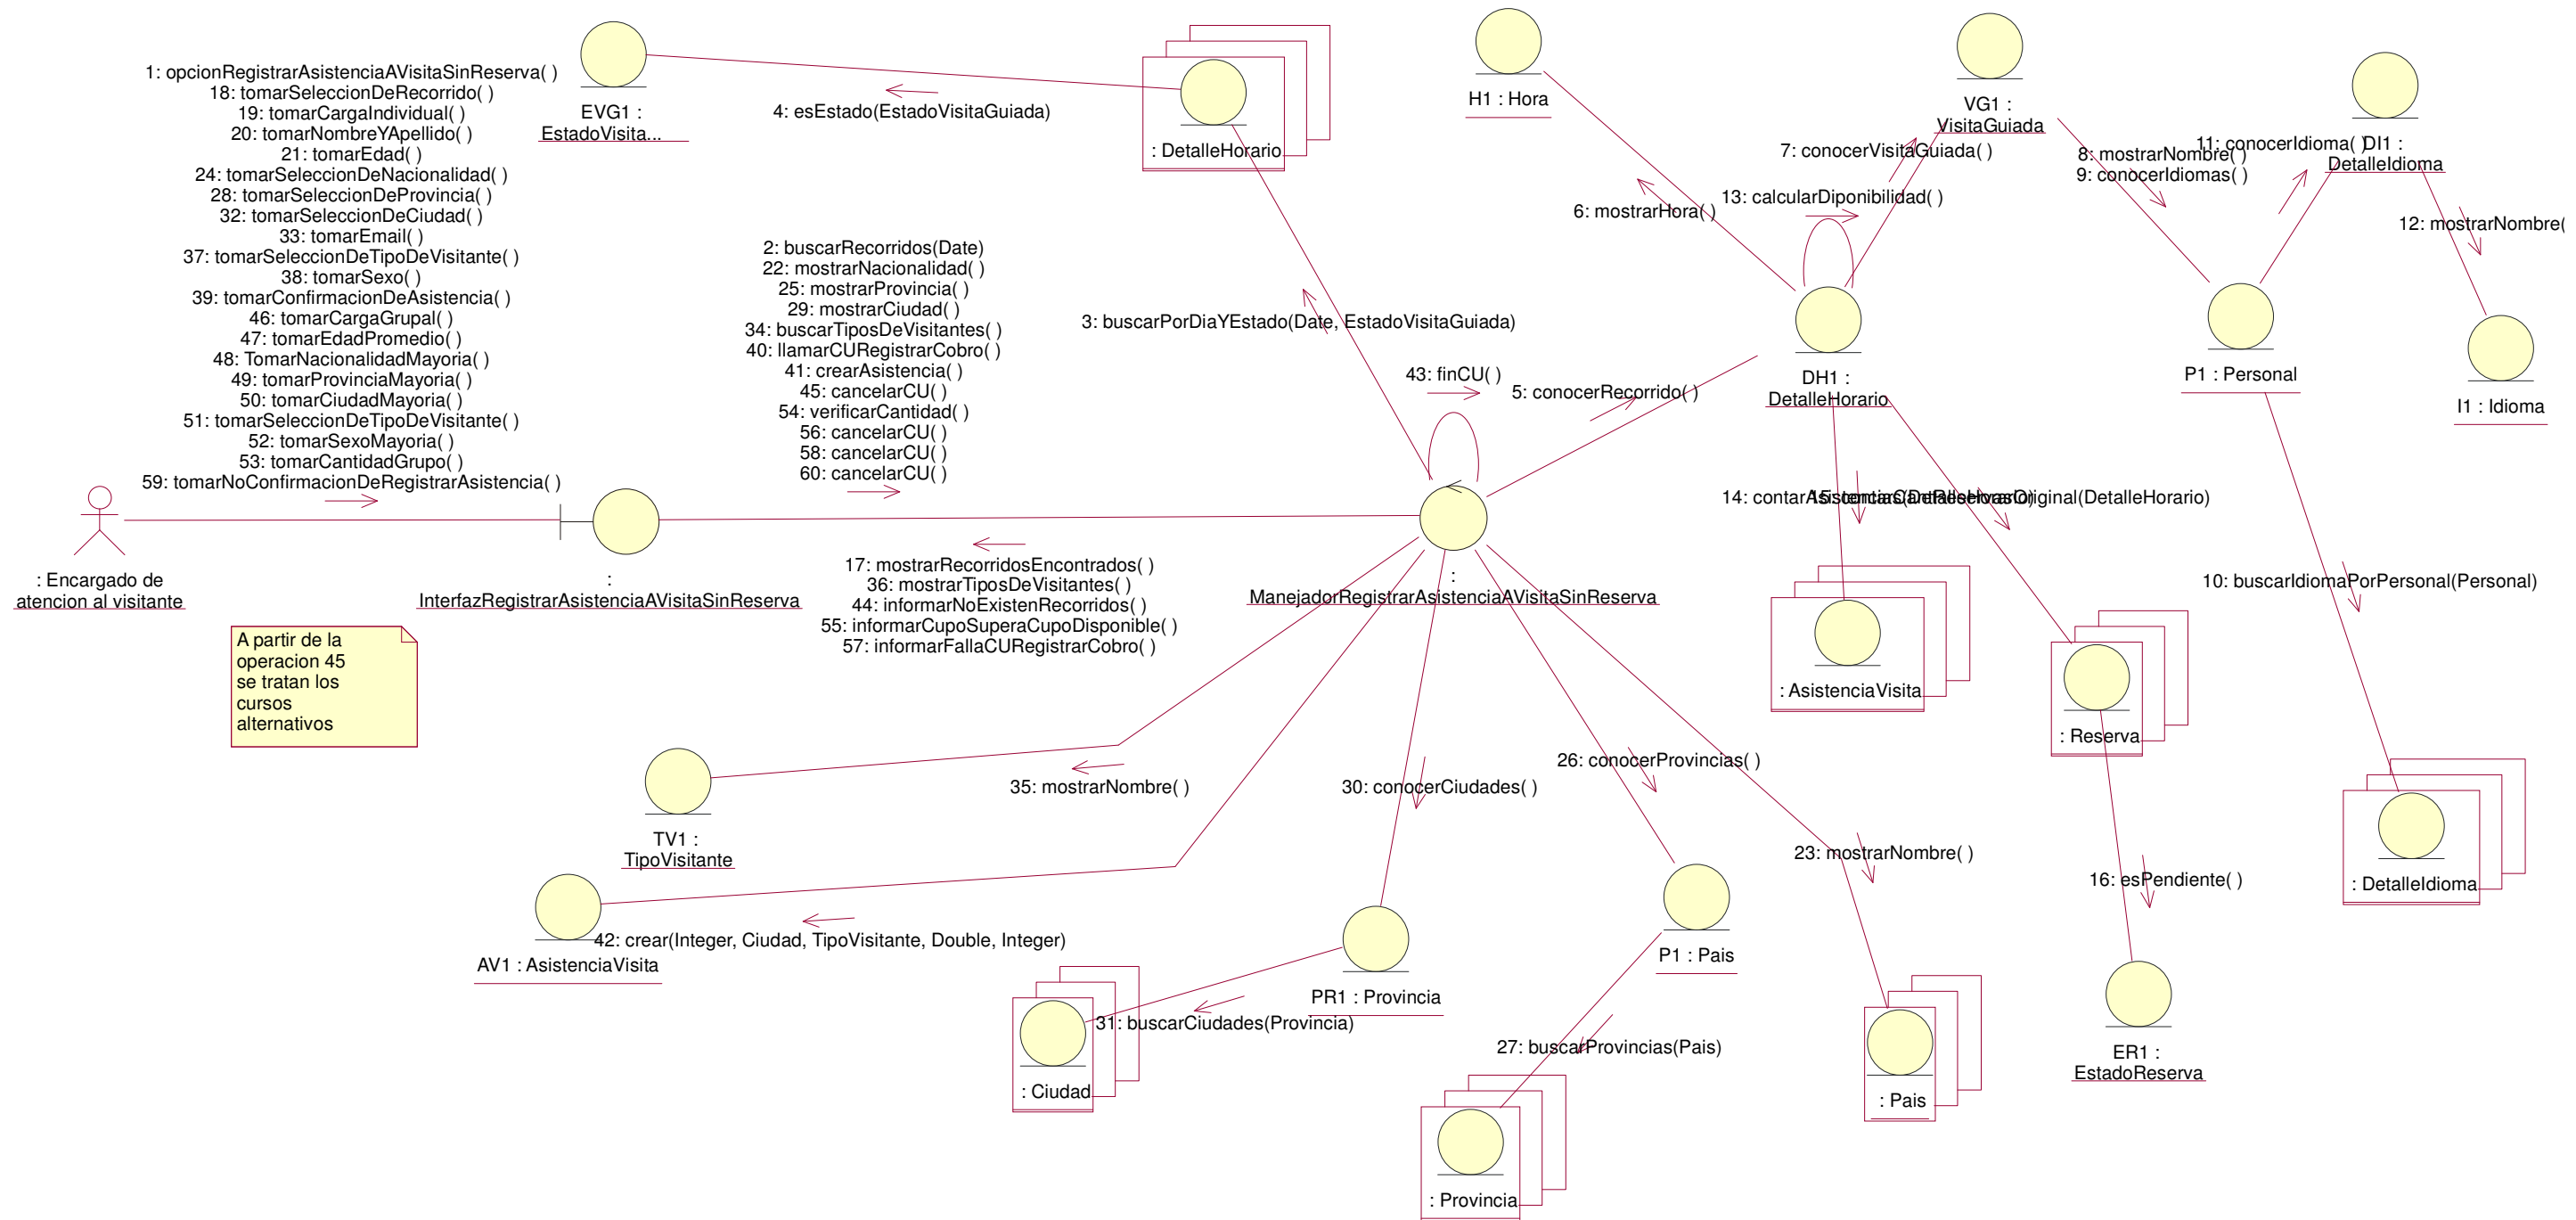 1: opcionRegistrarAsistenciaAVisitaSinReserva( )
18: tomarSeleccionDeRecorrido( )
19: tomarCargaIndividual( )
20: tomarNombreYApellido( )
21: tomarEdad( )
24: tomarSeleccionDeNacionalidad( )
28: tomarSeleccionDeProvincia( )
32: tomarSeleccionDeCiudad( )
33: tomarEmail( )
37: tomarSeleccionDeTipoDeVisitante( )
38: tomarSexo( )
39: tomarConfirmacionDeAsistencia( )
46: tomarCargaGrupal( )
47: tomarEdadPromedio( )
48: TomarNacionalidadMayoria( )
49: tomarProvinciaMayoria( )
50: tomarCiudadMayoria( )
51: tomarSeleccionDeTipoDeVisitante( )
52: tomarSexoMayoria( )
53: tomarCantidadGrupo( )
59: tomarNoConfirmacionDeRegistrarAsistencia( )
: Encargado de
atencion al visitante
A partir de la
operacion 45
se tratan los
cursos
alternativos
:
InterfazRegistrarAsistenciaAVisitaSinReserva
EVG1 :
EstadoVisita...
4: esEstado(EstadoVisitaGuiada)
: DetalleHorario
2: buscarRecorridos(Date)
22: mostrarNacionalidad( )
25: mostrarProvincia( )
29: mostrarCiudad( )
34: buscarTiposDeVisitantes( )
40: llamarCURegistrarCobro( )
41: crearAsistencia( )
45: cancelarCU( )
54: verificarCantidad( )
56: cancelarCU( )
58: cancelarCU( )
60: cancelarCU( )
17: mostrarRecorridosEncontrados( )
36: mostrarTiposDeVisitantes( )
44: informarNoExistenRecorridos( )
55: informarCupoSuperaCupoDisponible( )
57: informarFallaCURegistrarCobro( )
3: buscarPorDiaYEstado(Date, EstadoVisitaGuiada)
43: finCU( )
5: conocerRecorrido( )
:
ManejadorRegistrarAsistenciaAVisitaSinReserva
H1 : Hora
6: mostrarHora( )
VG1 :
VisitaGuiada
7: conocerVisitaGuiada( )
13: calcularDiponibilidad( )
DH1 :
DetalleHorario
8: mostrarNombre( )
9: conocerIdiomas( )
11: conocerIdioma( )
DI1 :
DetalleIdioma
12: mostrarNombre(
P1 : Personal
I1 : Idioma
14: contarAsistencias(DetalleHorario)
15: contarCantReservasOriginal(DetalleHorario)
10: buscarIdiomaPorPersonal(Personal)
: AsistenciaVisita
: Reserva
: DetalleIdioma
16: esPendiente( )
ER1 :
EstadoReserva
35: mostrarNombre( )
TV1 :
TipoVisitante
42: crear(Integer, Ciudad, TipoVisitante, Double, Integer)
AV1 : AsistenciaVisita
30: conocerCiudades( )
PR1 : Provincia
31: buscarCiudades(Provincia)
: Ciudad
26: conocerProvincias( )
P1 : Pais
27: buscarProvincias(Pais)
: Provincia
23: mostrarNombre( )
: Pais